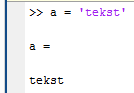 >> a = 'tekst'
a =
tekst